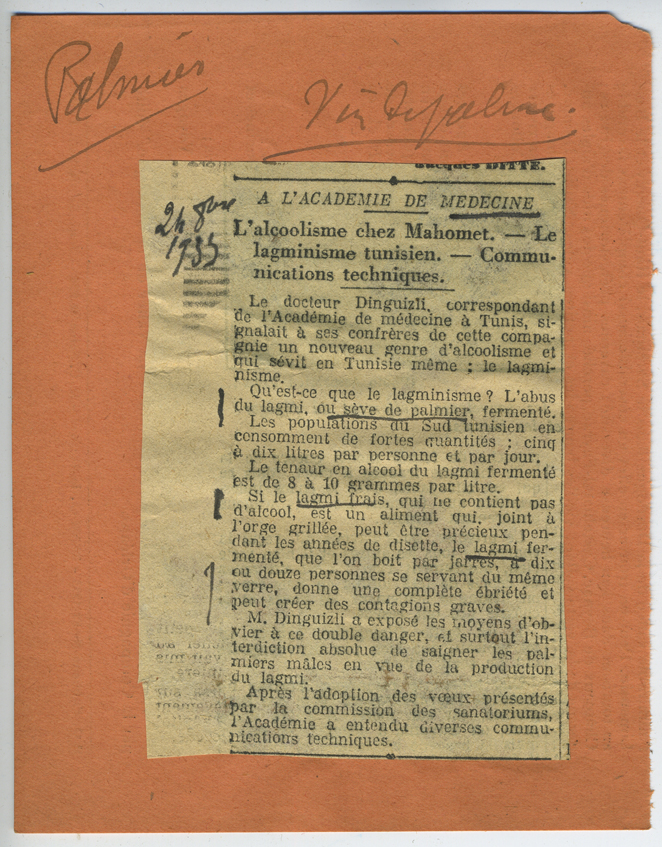 Palmier
Vin de palme.
Jacques DITTE.
A L'ACADEMIE DE MEDECINE
24
1935
L'alcoolisme chez Mahomet. — Le
lagminisme tunisien. — Commu-
nications techniques.
Le docteur Dinguizli, correspondant
de l'Académie de médecine à Tunis, si-
gnalait à ses confrères de cette compa-
gnie un nouveau genre d'alcoolisme et
qui sévit en Tunisie même : le lagmi-
nisme.
Qu'est-ce que le lagminisme ? L'abus
du lagmi, ou sève de palmier, fermenté.
Les populations du Sud tunisien en
consomment de fortes quantités : cinq
à dix litres par personne et par jour.
Le tenaur en alcool du lagmi fermenté
est de 8 à 10 grammes par litre.
Si le lagmi frais, qui ne contient pas
d'alcool, est un aliment qui, joint à
l'orge grillée, peut être précieux pen-
dant les années de disette, le lagmi fer-
menté, que l'on boit par jarres, à dix
ou douze personnes se servant du même
verre, donne une complète ébriété et
peut créer des contagions graves.
M. Dinguizli a exposé les moyens d'ob-
vier à ce double danger, et surtout l'in-
terdiction absolue de saigner les pal-
miers mâles en vue de la production
du lagmi.
Après l'adoption des vœux présentés
par la commission des sanatoriums,
l'Académie a entendu diverses commu-
nications techniques.